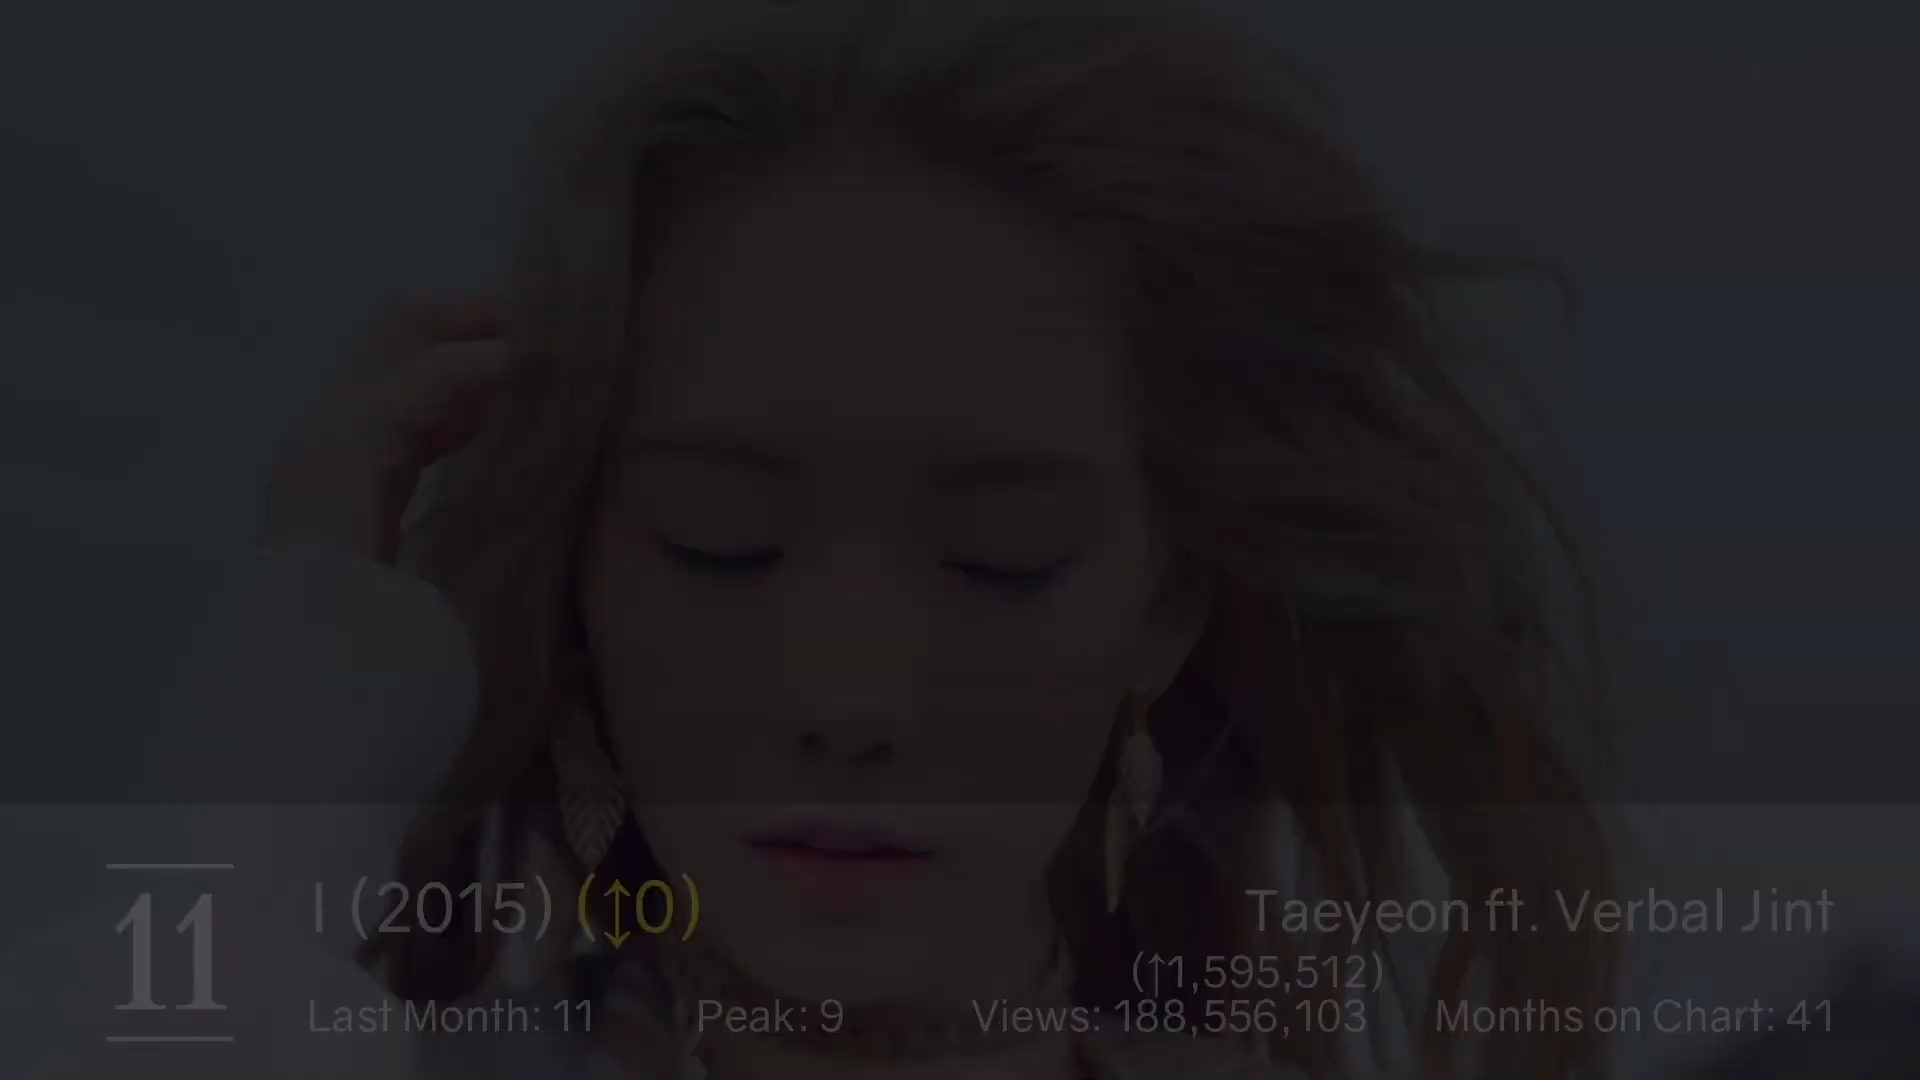 11
I (2015) (↕0)
Taeyeon ft. Verbal Jint
(↑1,595,512)
Last Month: 11 Peak: 9 Views: 188,556,103 Months on Chart: 41